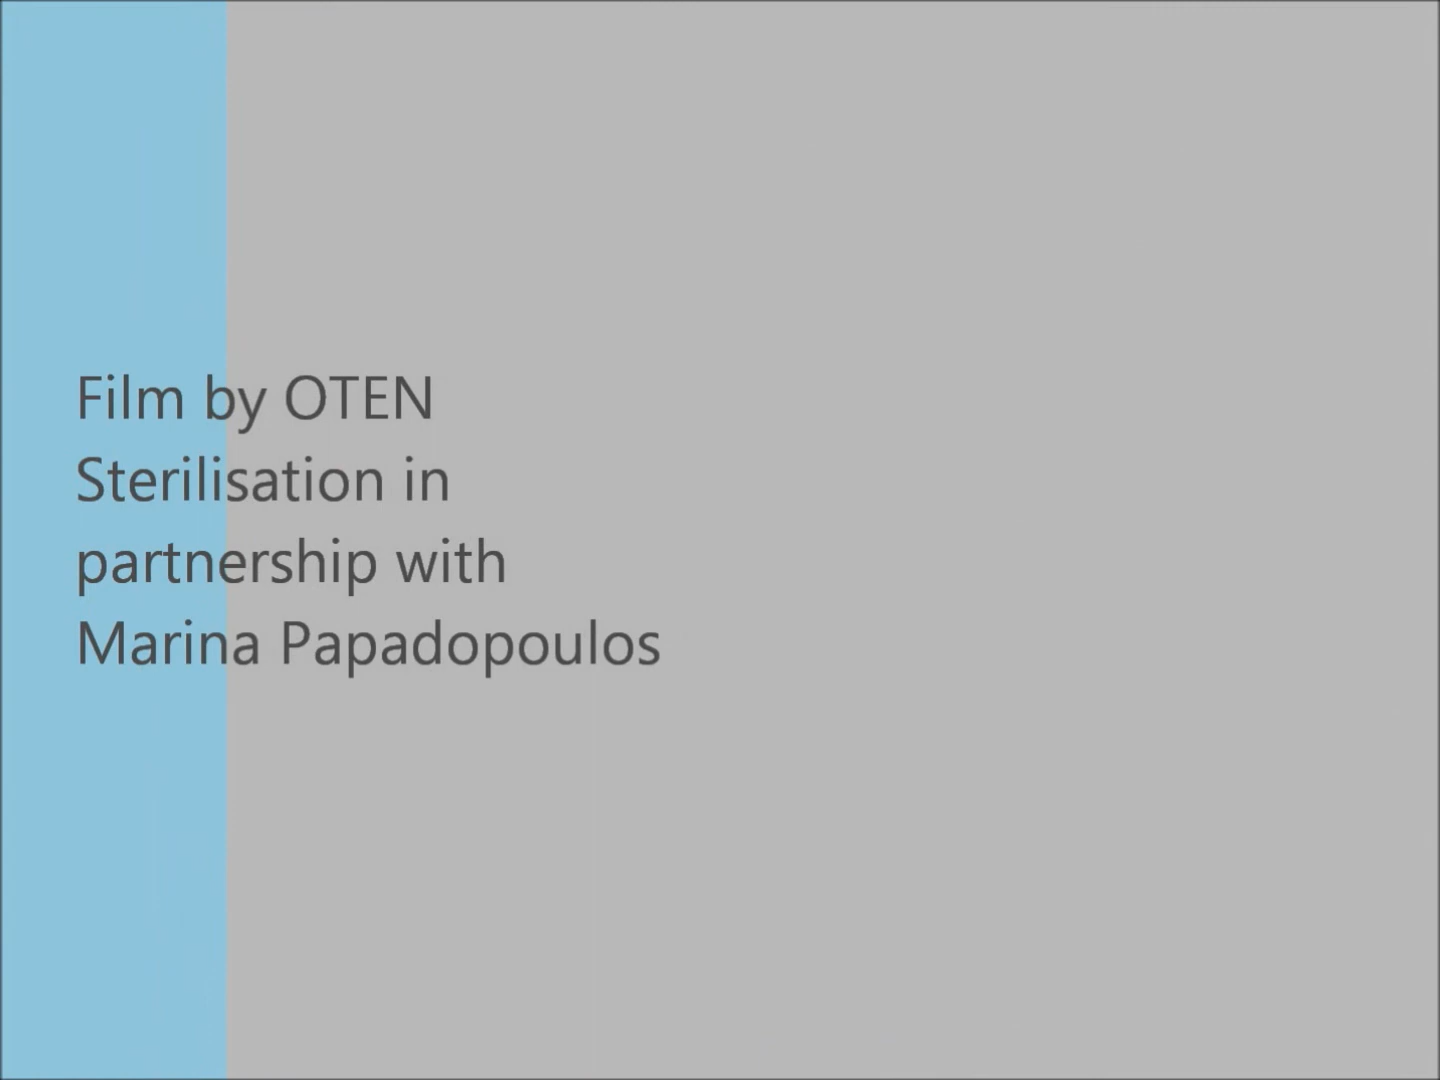 Film by OTEN
Sterilisation in
partnership with
Marina Papadopoulos